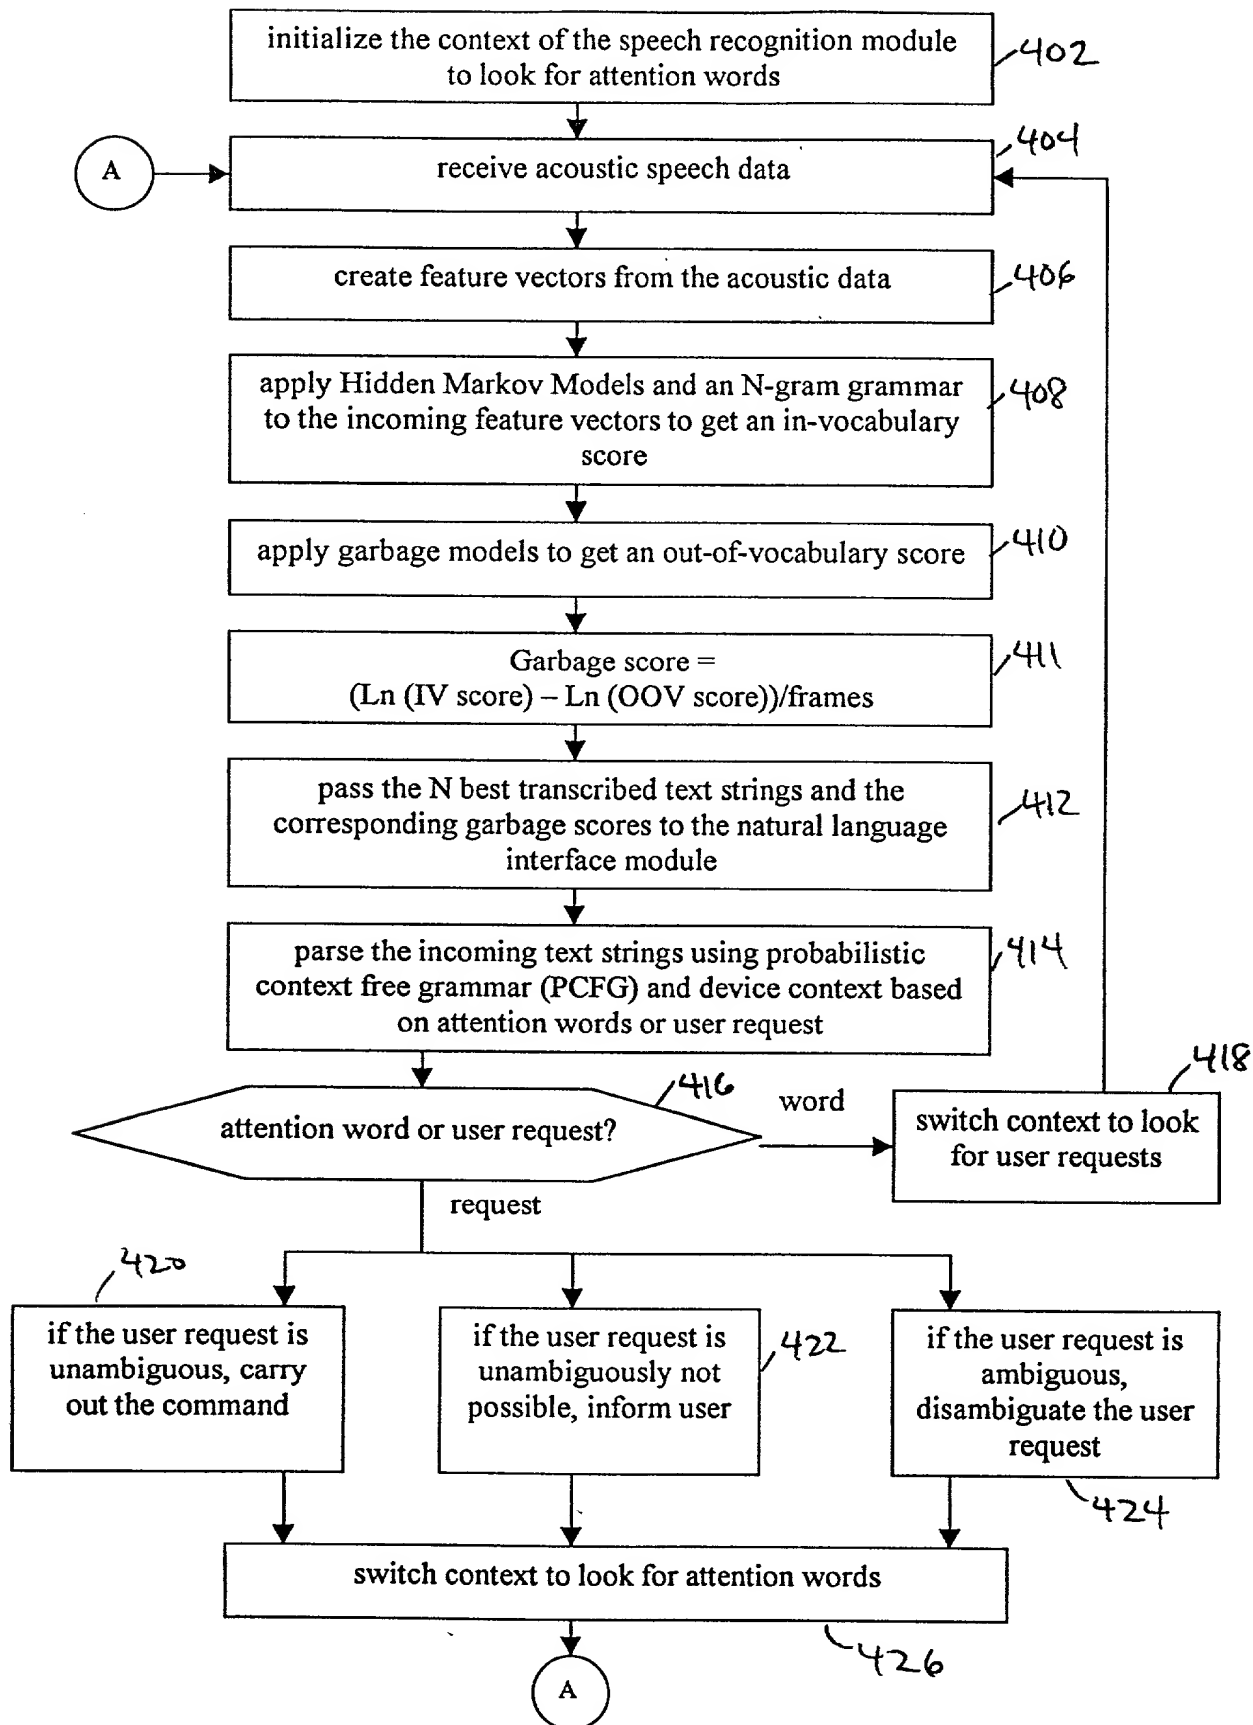 initialize the context of the speech recognition module
to look for attention words
402
404
A
receive acoustic speech data
create feature vectors from the acoustic data
406
apply Hidden Markov Models and an N-gram grammar
to the incoming feature vectors to get an in-vocabulary
score
408
apply garbage models to get an out-of-vocabulary score
410
Garbage score =
(Ln (IV score) – Ln (OOV score))/frames
411
pass the N best transcribed text strings and the
corresponding garbage scores to the natural language
interface module
412
parse the incoming text strings using probabilistic
context free grammar (PCFG) and device context based
on attention words or user request
414
416
attention word or user request?
word
418
switch context to look
for user requests
request
420
if the user request is
unambiguous, carry
out the command
if the user request is
unambiguously not
possible, inform user
422
if the user request is
ambiguous,
disambiguate the user
request
424
switch context to look for attention words
426
A